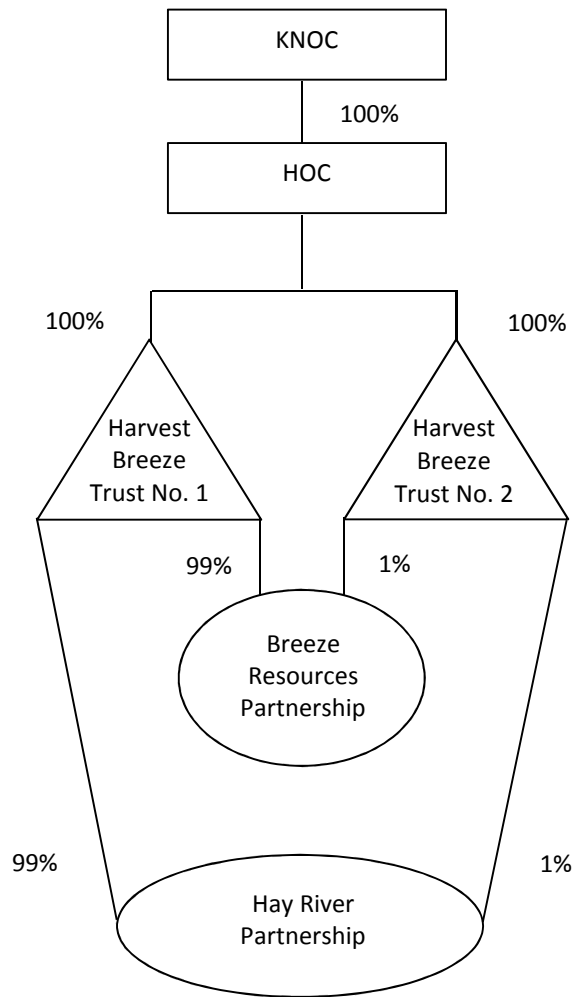 KNOC
100%
HOC
100%
100%
Harvest
Breeze
Trust No. 1
Harvest
Breeze
Trust No. 2
99%
1%
Breeze
Resources
Partnership
99%
1%
Hay River
Partnership